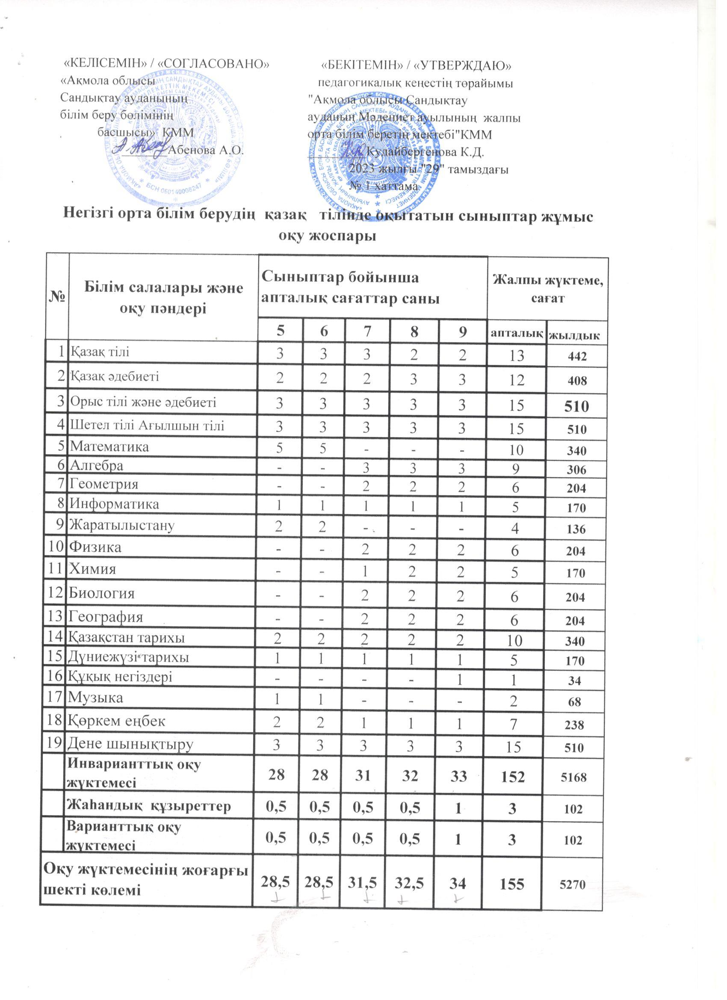 «КЕЛІСЕМІН» / «СОГЛАСОВАНО»
«Ақмола облысы
Сандықтау ауданының
білім беру бөлімінің
басшысы» ҚММ
Абенова А.О.
«БЕКІТЕМІН» / «УТВЕРЖДАЮ»
педагогикалық кеңестің төрайымы
"Ақмола облысы Сандықтау
ауданың Мәдениет ауылының жалпы
орта білім беретін мектебі"КММ
Кудайбергенова К.Д.
2023 жылғы "29" тамыздағы
№ 1 хаттама
БСН 060140008247
Негізгі орта білім берудің қазақ тілінде оқытатын сыныптар жұмыс
оқу жоспары
№ Білім салалары және оқу пәндері Сыныптар бойынша апталық сағаттар саны Жалпы жүктеме, сағат
5 6 7 8 9 апталық жылдык
1 Қазақ тілі 3 3 3 2 2 13 442
2 Қазақ әдебиеті 2 2 2 3 3 12 408
3 Орыс тілі және әдебиеті 3 3 3 3 3 15 510
4 Шетел тілі Ағылшын тілі 3 3 3 3 3 15 510
5 Математика 5 5 - - - 10 340
6 Алгебра - - 3 3 3 9 306
7 Геометрия - - 2 2 2 6 204
8 Информатика 1 1 1 1 1 5 170
9 Жаратылыстану 2 2 - - - 4 136
10 Физика - - 2 2 2 6 204
11 Химия - - 1 2 2 5 170
12 Биология - - 2 2 2 6 204
13 География - - 2 2 2 6 204
14 Қазақстан тарихы 2 2 2 2 2 10 340
15 Дүниежүзі тарихы 1 1 1 1 1 5 170
16 Құқық негіздері - - - - 1 1 34
17 Музыка 1 1 - - - 2 68
18 Көркем еңбек 2 2 1 1 1 7 238
19 Дене шынықтыру 3 3 3 3 3 15 510
Инварианттық оқу
жүктемесі 28 28 31 32 33 152 5168
Жаһандық құзыреттер 0,5 0,5 0,5 0,5 1 3 102
Варианттық оқу
жүктемесі 0,5 0,5 0,5 0,5 1 3 102
Оқу жүктемесінің жоғарғы
шекті көлемі 28,5 28,5 31,5 32,5 34 155 5270